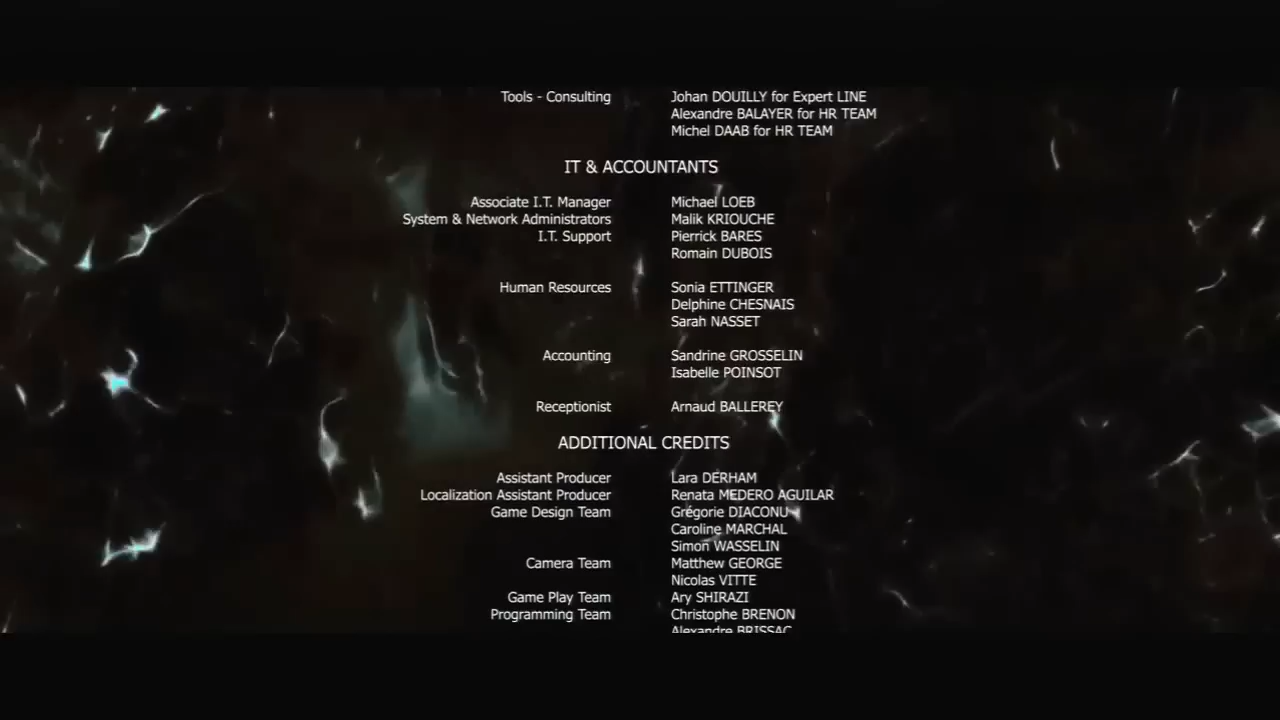 Tools - Consulting Johan DOUILLY for Expert LINE
Alexandre BALAYER for HR TEAM
Michel DAAB for HR TEAM
IT & ACCOUNTANTS
Associate I.T. Manager Michael LOEB
System & Network Administrators Malik KRIOUCHE
I.T. Support Pierrick BARES
Romain DUBOIS
Human Resources Sonia ETTINGER
Delphine CHESNAIS
Sarah NASSET
Accounting Sandrine GROSSELIN
Isabelle POINSOT
Receptionist Arnaud BALLEREY
ADDITIONAL CREDITS
Assistant Producer Lara DERHAM
Localization Assistant Producer Renata MEDERO AGUILAR
Game Design Team Grégorie DIACONU
Caroline MARCHAL
Simon WASSELIN
Camera Team Matthew GEORGE
Nicolas VITTE
Game Play Team Ary SHIRAZI
Programming Team Christophe BRENON
Alexandre BRISSAC